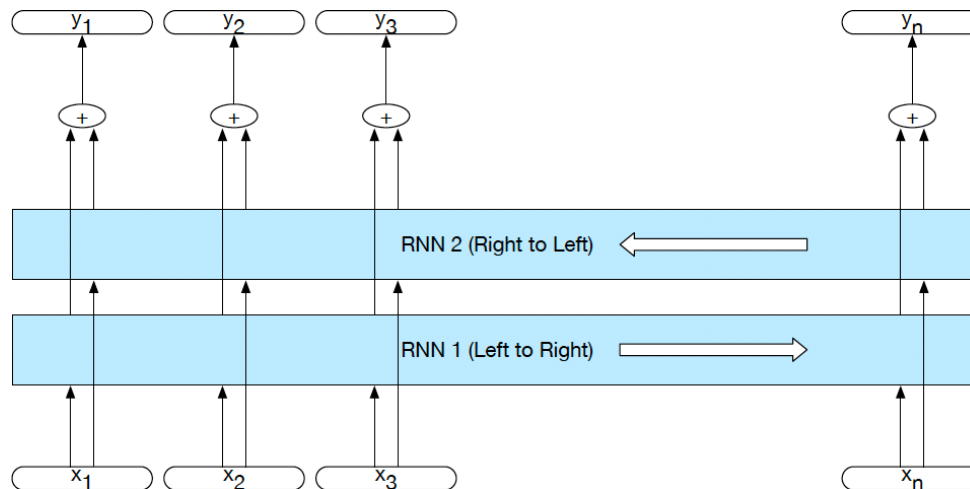 y1 y2 y3 yn
+ + + +
RNN 2 (Right to Left)
RNN 1 (Left to Right)
x1 x2 x3 xn